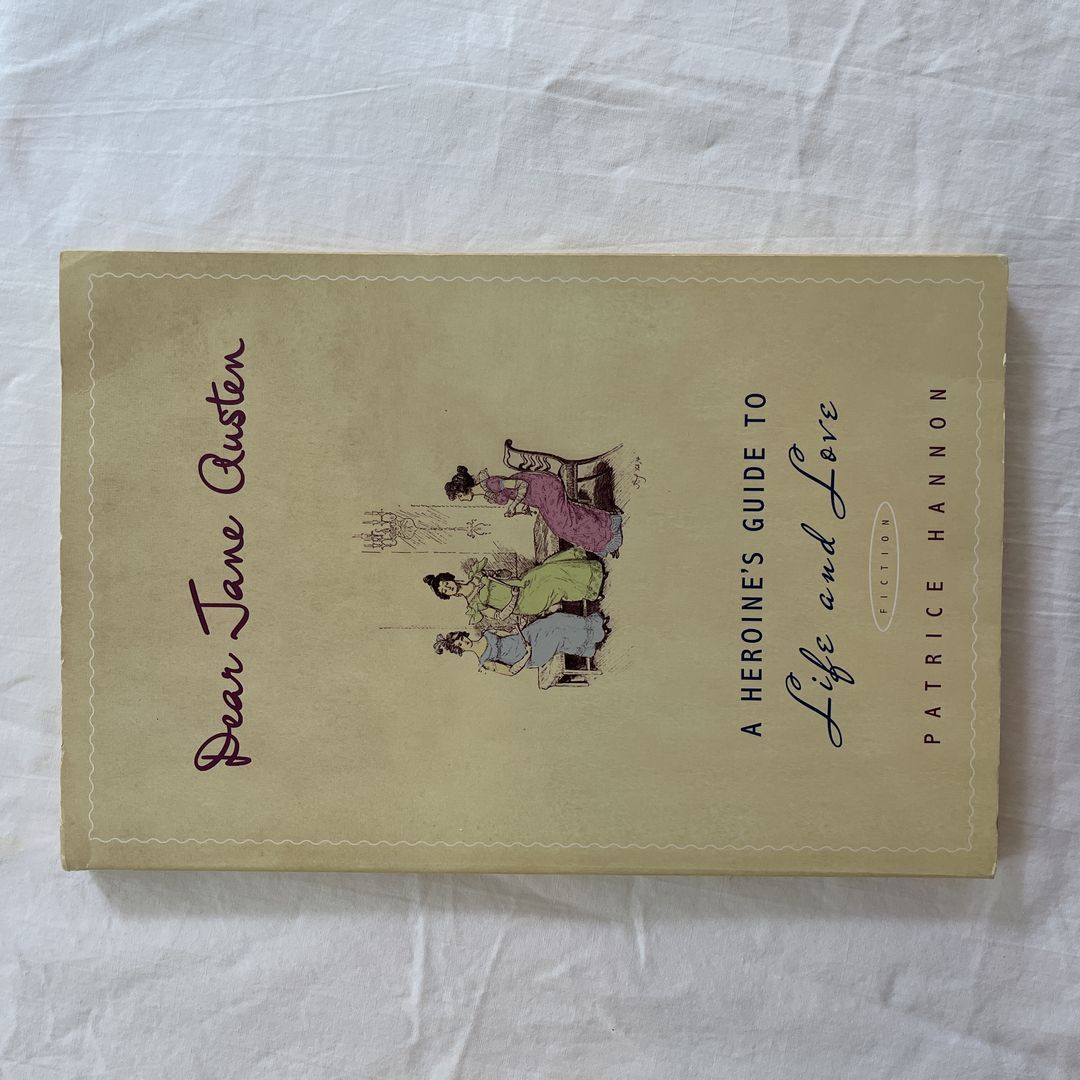 Dear Jane Austen
A HEROINE'S GUIDE TO
Life and Love
FICTION
PATRICE HANNON